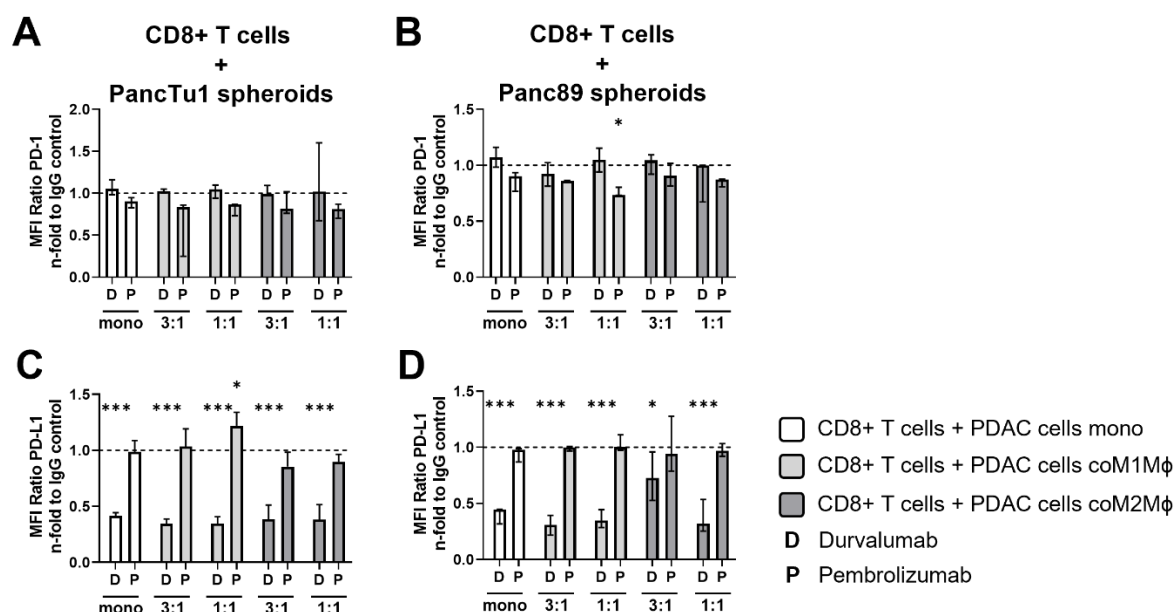 A
CD8+ T cells
+
PancTu1 spheroids
MFI Ratio PD-1
n-fold to IgG control
2.0
1.5
1.0
0.5
0.0
D P D P D P D P D P
mono 3:1 1:1 3:1 1:1
B
CD8+ T cells
+
Panc89 spheroids
MFI Ratio PD-1
n-fold to IgG control
1.5
1.0
0.5
0.0
*
D P D P D P D P D P
mono 3:1 1:1 3:1 1:1
C
MFI Ratio PD-L1
n-fold to IgG control
1.5
1.0
0.5
0.0
*
*** *** *** *** ***
D P D P D P D P D P
mono 3:1 1:1 3:1 1:1
D
MFI Ratio PD-L1
n-fold to IgG control
1.5
1.0
0.5
0.0
*** *** *** * ***
D P D P D P D P D P
mono 3:1 1:1 3:1 1:1
CD8+ T cells + PDAC cells mono
CD8+ T cells + PDAC cells coM1Mϕ
CD8+ T cells + PDAC cells coM2Mϕ
D Durvalumab
P Pembrolizumab